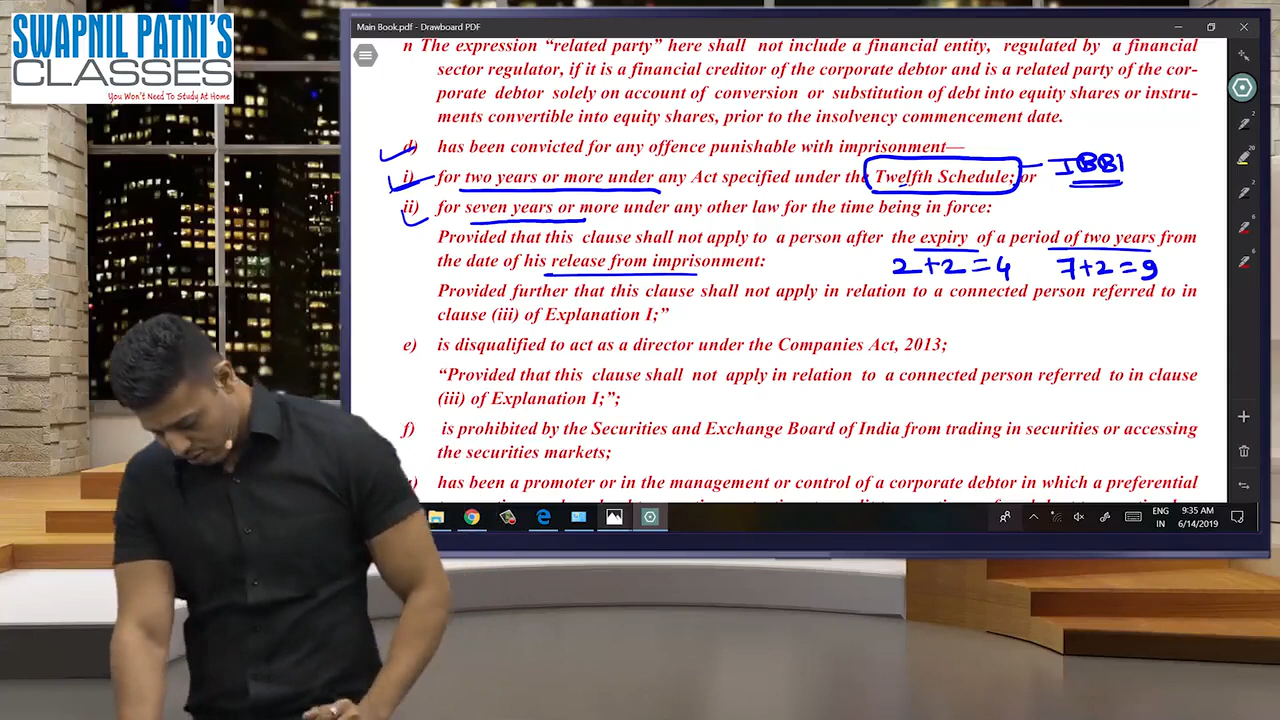 SWAPNIL PATNI'S
CLASSES
You Won't Need To Study At Home
Main Book.pdf - Drawboard PDF
n The expression “related party” here shall not include a financial entity, regulated by a financial
sector regulator, if it is a financial creditor of the corporate debtor and is a related party of the cor-
porate debtor solely on account of conversion or substitution of debt into equity shares or instru-
ments convertible into equity shares, prior to the insolvency commencement date.
d) has been convicted for any offence punishable with imprisonment—
i) for two years or more under any Act specified under the Twelfth Schedule; or IBBI
ii) for seven years or more under any other law for the time being in force:
Provided that this clause shall not apply to a person after the expiry of a period of two years from
the date of his release from imprisonment: 2+2=4 7+2=9
Provided further that this clause shall not apply in relation to a connected person referred to in
clause (iii) of Explanation I;”
e) is disqualified to act as a director under the Companies Act, 2013;
“Provided that this clause shall not apply in relation to a connected person referred to in clause
(iii) of Explanation I;”;
f) is prohibited by the Securities and Exchange Board of India from trading in securities or accessing
the securities markets;
has been a promoter or in the management or control of a corporate debtor in which a preferential
ENG 9:35 AM
IN 6/14/2019